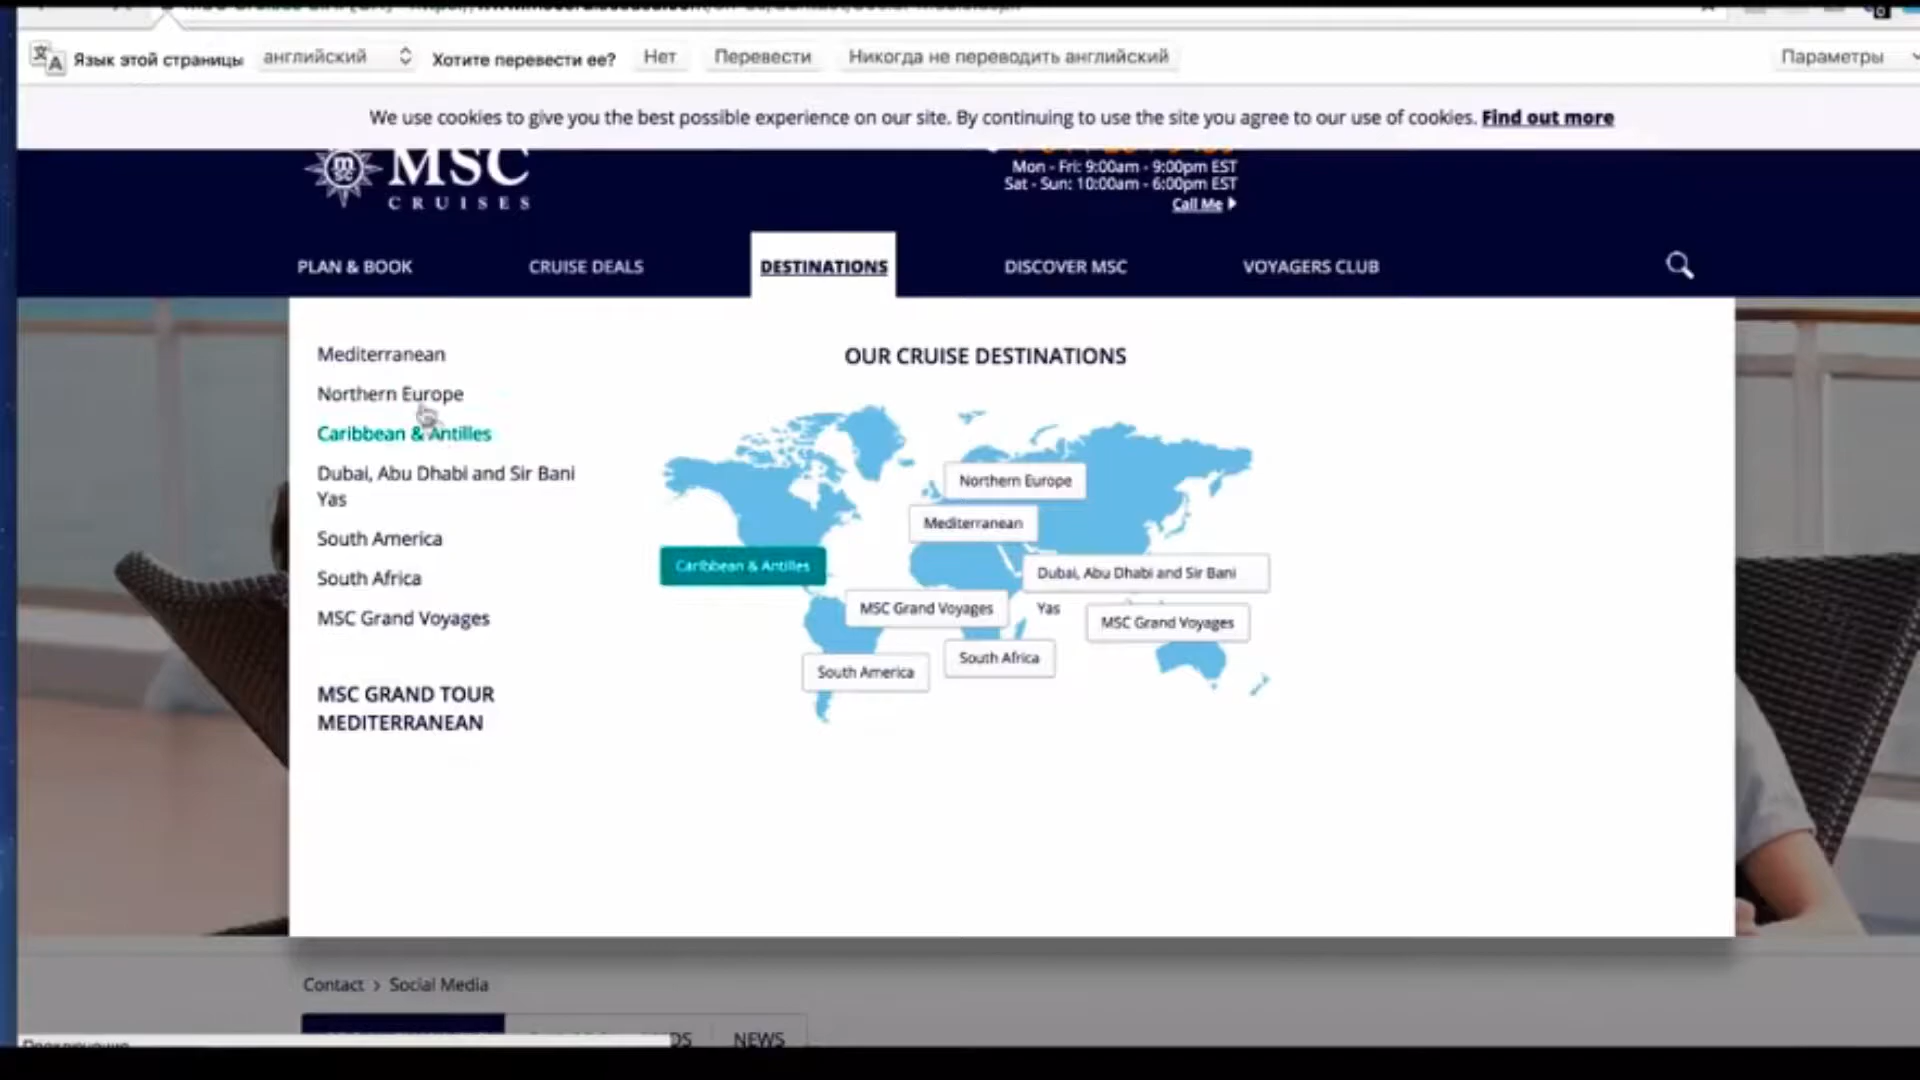 Язык этой страницы английский Хотите перевести ее? Нет Перевести Никогда не переводить английский Параметры
We use cookies to give you the best possible experience on our site. By continuing to use the site you agree to our use of cookies. Find out more
MSC
CRUISES
Mon - Fri: 9:00am - 9:00pm EST
Sat - Sun: 10:00am - 6:00pm EST
Call Me
PLAN & BOOK CRUISE DEALS DESTINATIONS DISCOVER MSC VOYAGERS CLUB
Mediterranean
Northern Europe
Caribbean & Antilles
Dubai, Abu Dhabi and Sir Bani
Yas
South America
South Africa
MSC Grand Voyages
MSC GRAND TOUR
MEDITERRANEAN
OUR CRUISE DESTINATIONS
Northern Europe
Mediterranean
Caribbean & Antilles
Dubai, Abu Dhabi and Sir Bani
Yas
MSC Grand Voyages
MSC Grand Voyages
South Africa
South America
Contact > Social Media
NEWS